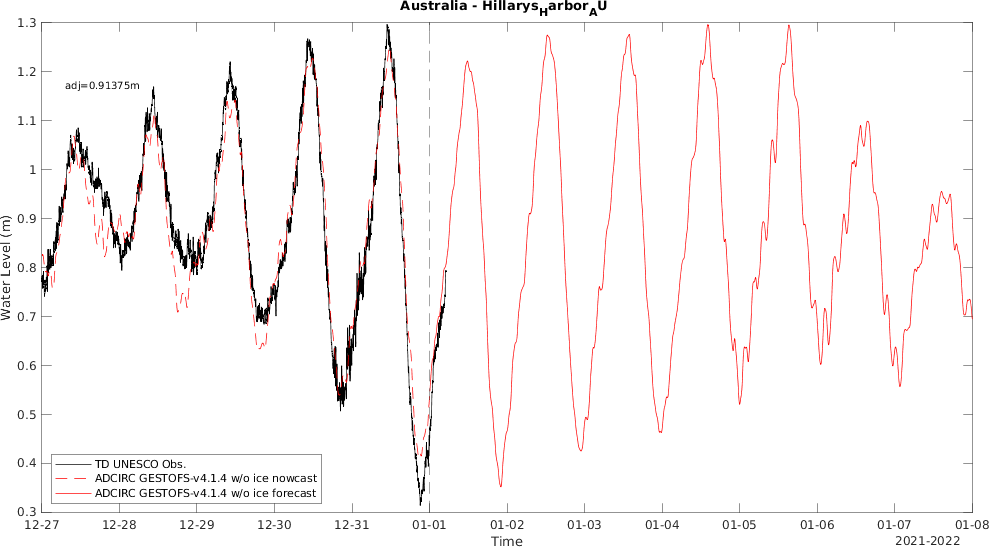 Australia - Hillarys_Harbor_AU
1.3
1.2
adj=0.91375m
1.1
1
0.9
0.8
0.7
0.6
0.5
0.4
0.3
Water Level (m)
TD UNESCO Obs.
ADCIRC GESTOFS-v4.1.4 w/o ice nowcast
ADCIRC GESTOFS-v4.1.4 w/o ice forecast
12-27 12-28 12-29 12-30 12-31 01-01 01-02 01-03 01-04 01-05 01-06 01-07 01-08
Time
2021-2022